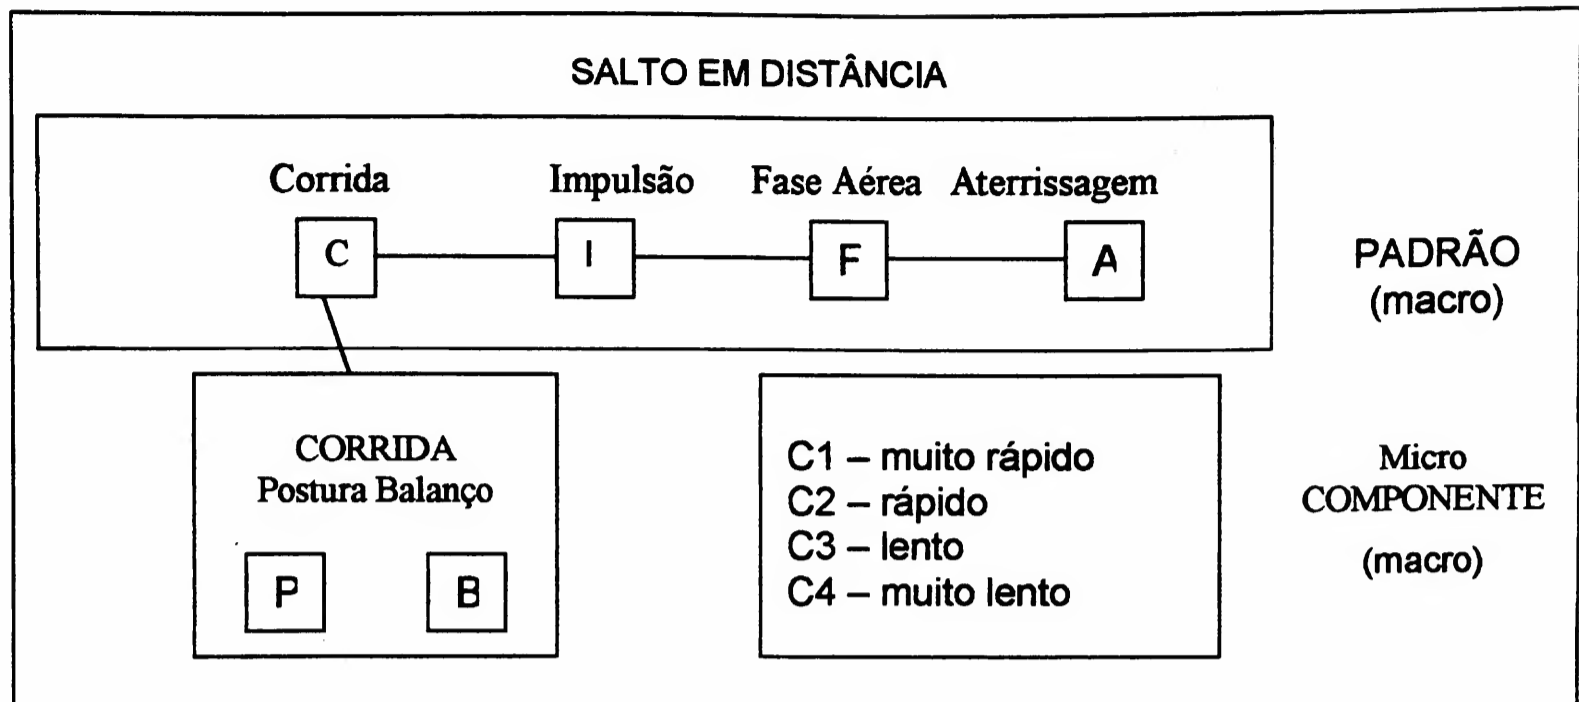 SALTO EM DISTÂNCIA
Corrida Impulsão Fase Aérea Aterrissagem
C I F A
PADRÃO
(macro)
CORRIDA
Postura Balanço
P B
C1 – muito rápido
C2 – rápido
C3 – lento
C4 – muito lento
Micro
COMPONENTE
(macro)